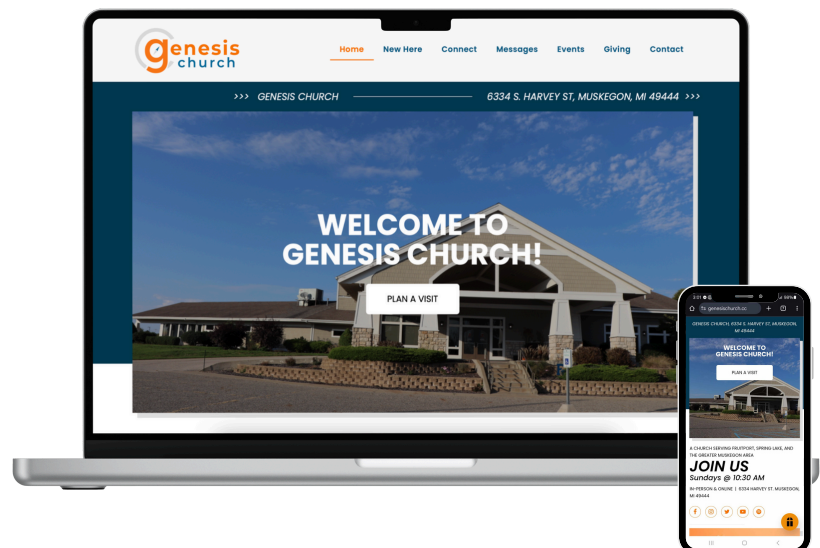 genesis
church
Home New Here Connect Messages Events Giving Contact
>>> GENESIS CHURCH 6334 S. HARVEY ST, MUSKEGON, MI 49444 >>>
WELCOME TO
GENESIS CHURCH!
PLAN A VISIT
genesischurch.cc
GENESIS CHURCH, 6334 S. HARVEY ST, MUSKEGON,
MI 49444
WELCOME TO
GENESIS CHURCH!
PLAN A VISIT
A CHURCH SERVING FRUITPORT, SPRING LAKE, AND
THE GREATER MUSKEGON AREA
JOIN US
Sundays @ 10:30 AM
IN-PERSON & ONLINE | 6334 HARVEY ST. MUSKEGON,
MI 49444